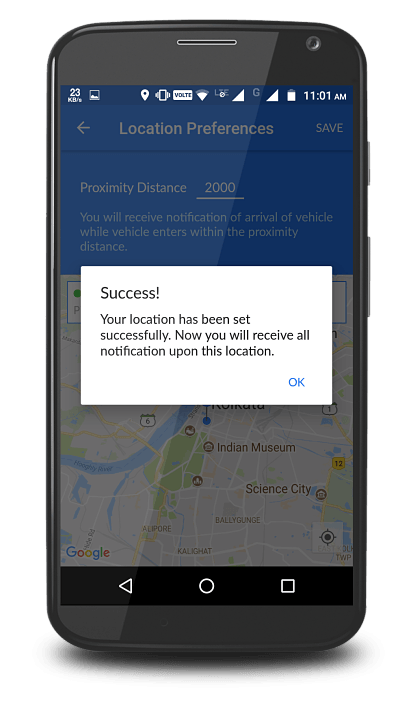 23
KB/s
VOLTE
LTE
G
11:01 AM
Location Preferences
SAVE
Proximity Distance 2000
You will receive notification of arrival of vehicle
while vehicle enters within the proximity
distance.
Success!
Your location has been set
successfully. Now you will receive all
notification upon this location.
OK
Kolkata
1
6
Indian Museum
12
Science City
BALLYGUNGE
ALIPORE
KALIGHAT
Google
TWP